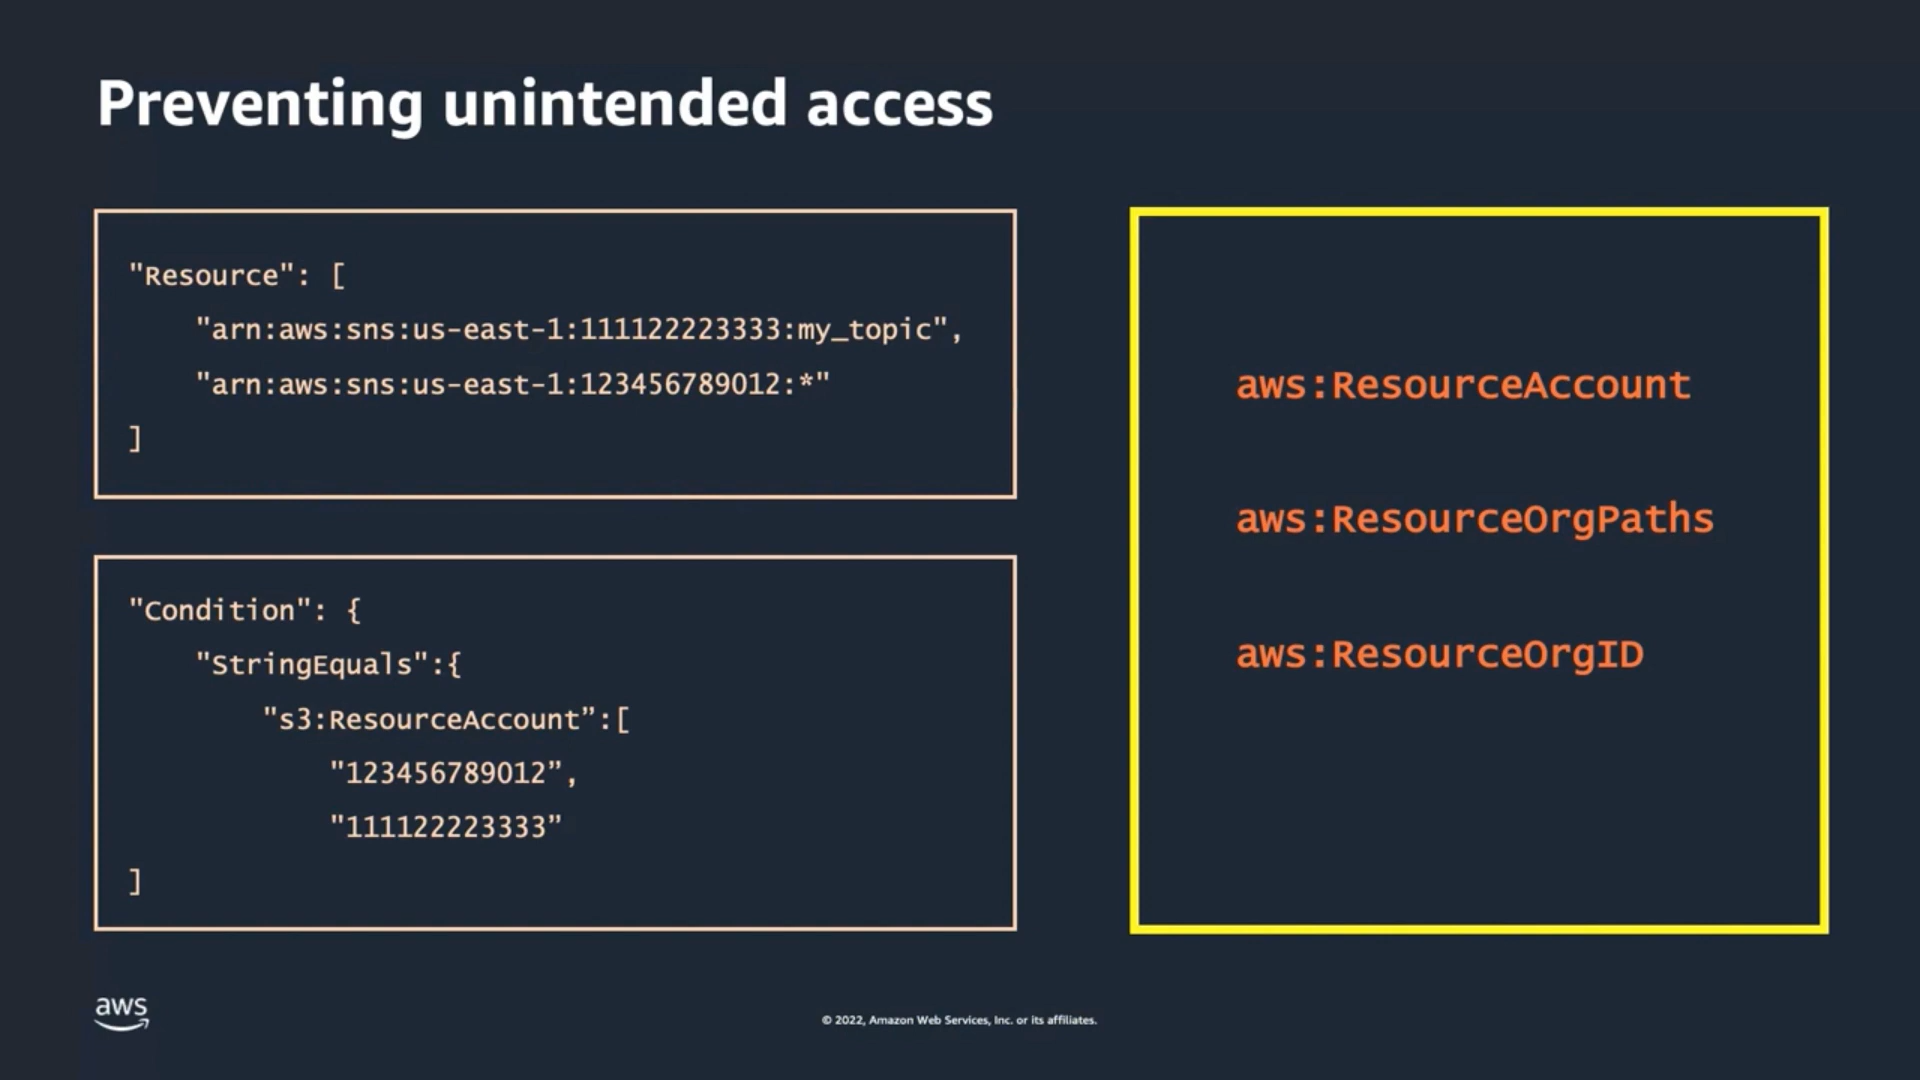 Preventing unintended access
"Resource": [
"arn:aws:sns:us-east-1:111122223333:my_topic",
"arn:aws:sns:us-east-1:123456789012:*"
]
"Condition": {
"StringEquals":{
"s3:ResourceAccount”:[
"123456789012”,
"111122223333”
]
aws:ResourceAccount
aws:ResourceOrgPaths
aws:ResourceOrgID
aws
© 2022, Amazon Web Services, Inc. or its affiliates.